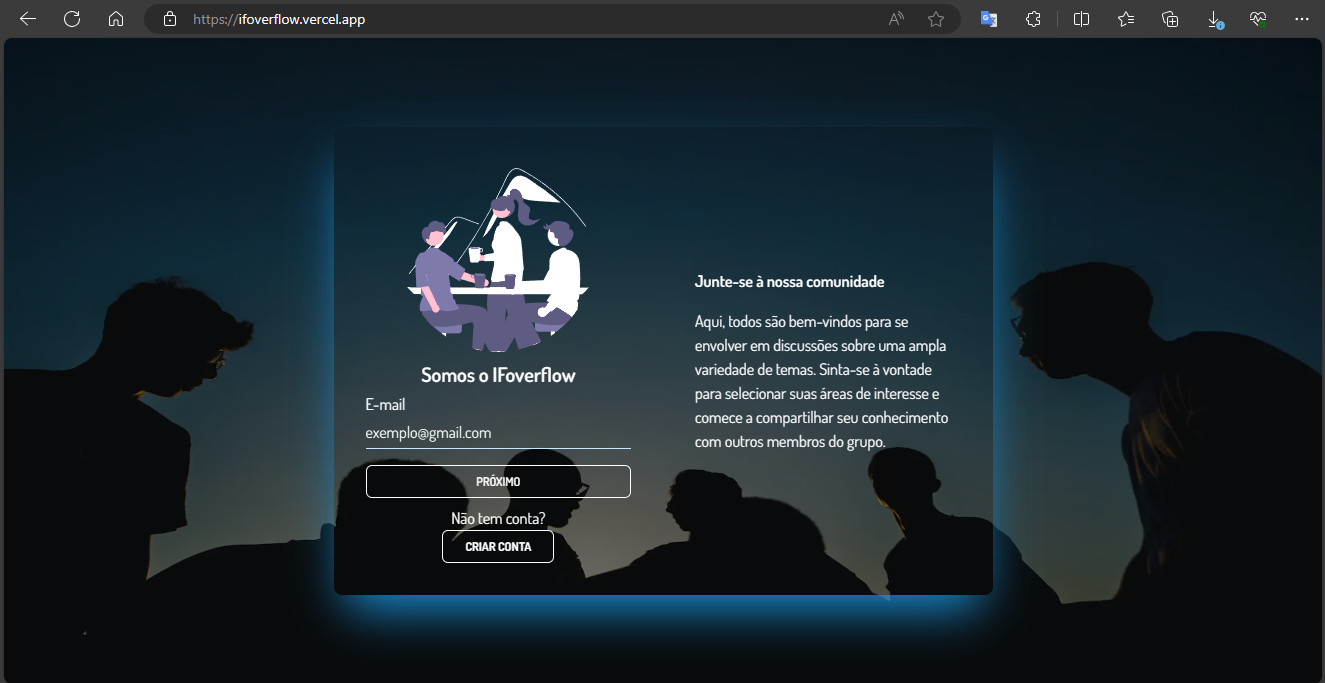 https://ifoverflow.vercel.app
Somos o IFoverflow
E-mail
exemplo@gmail.com
PRÓXIMO
Não tem conta?
CRIAR CONTA
Junte-se à nossa comunidade
Aqui, todos são bem-vindos para se
envolver em discussões sobre uma ampla
variedade de temas. Sinta-se à vontade
para selecionar suas áreas de interesse e
comece a compartilhar seu conhecimento
com outros membros do grupo.